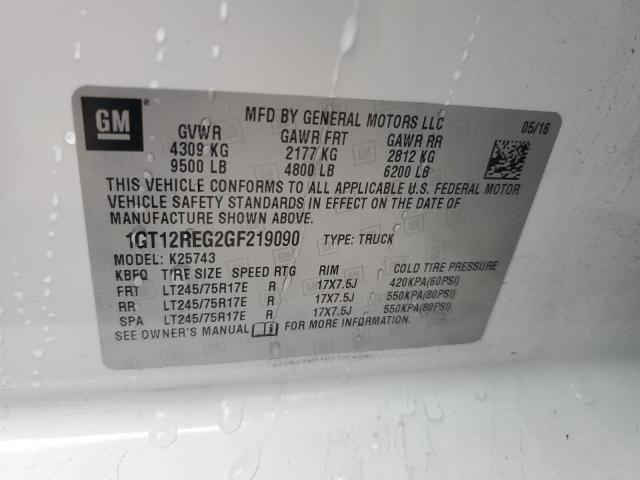 GM
MFD BY GENERAL MOTORS LLC 05/16
GVWR GAWR FRT GAWR RR
4309 KG 2177 KG 2812 KG
9500 LB 4800 LB 6200 LB
THIS VEHICLE CONFORMS TO ALL APPLICABLE U.S. FEDERAL MOTOR
VEHICLE SAFETY STANDARDS IN EFFECT ON THE DATE OF
MANUFACTURE SHOWN ABOVE.
1GT12REG2GF219090 TYPE: TRUCK
MODEL: K25743
KBFQ TIRE SIZE SPEED RTG RIM COLD TIRE PRESSURE
FRT LT245/75R17E R 17X7.5J 420KPA(60PSI)
RR LT245/75R17E R 17X7.5J 550KPA(80PSI)
SPA LT245/75R17E R 17X7.5J 550KPA(80PSI)
SEE OWNER'S MANUAL FOR MORE INFORMATION.